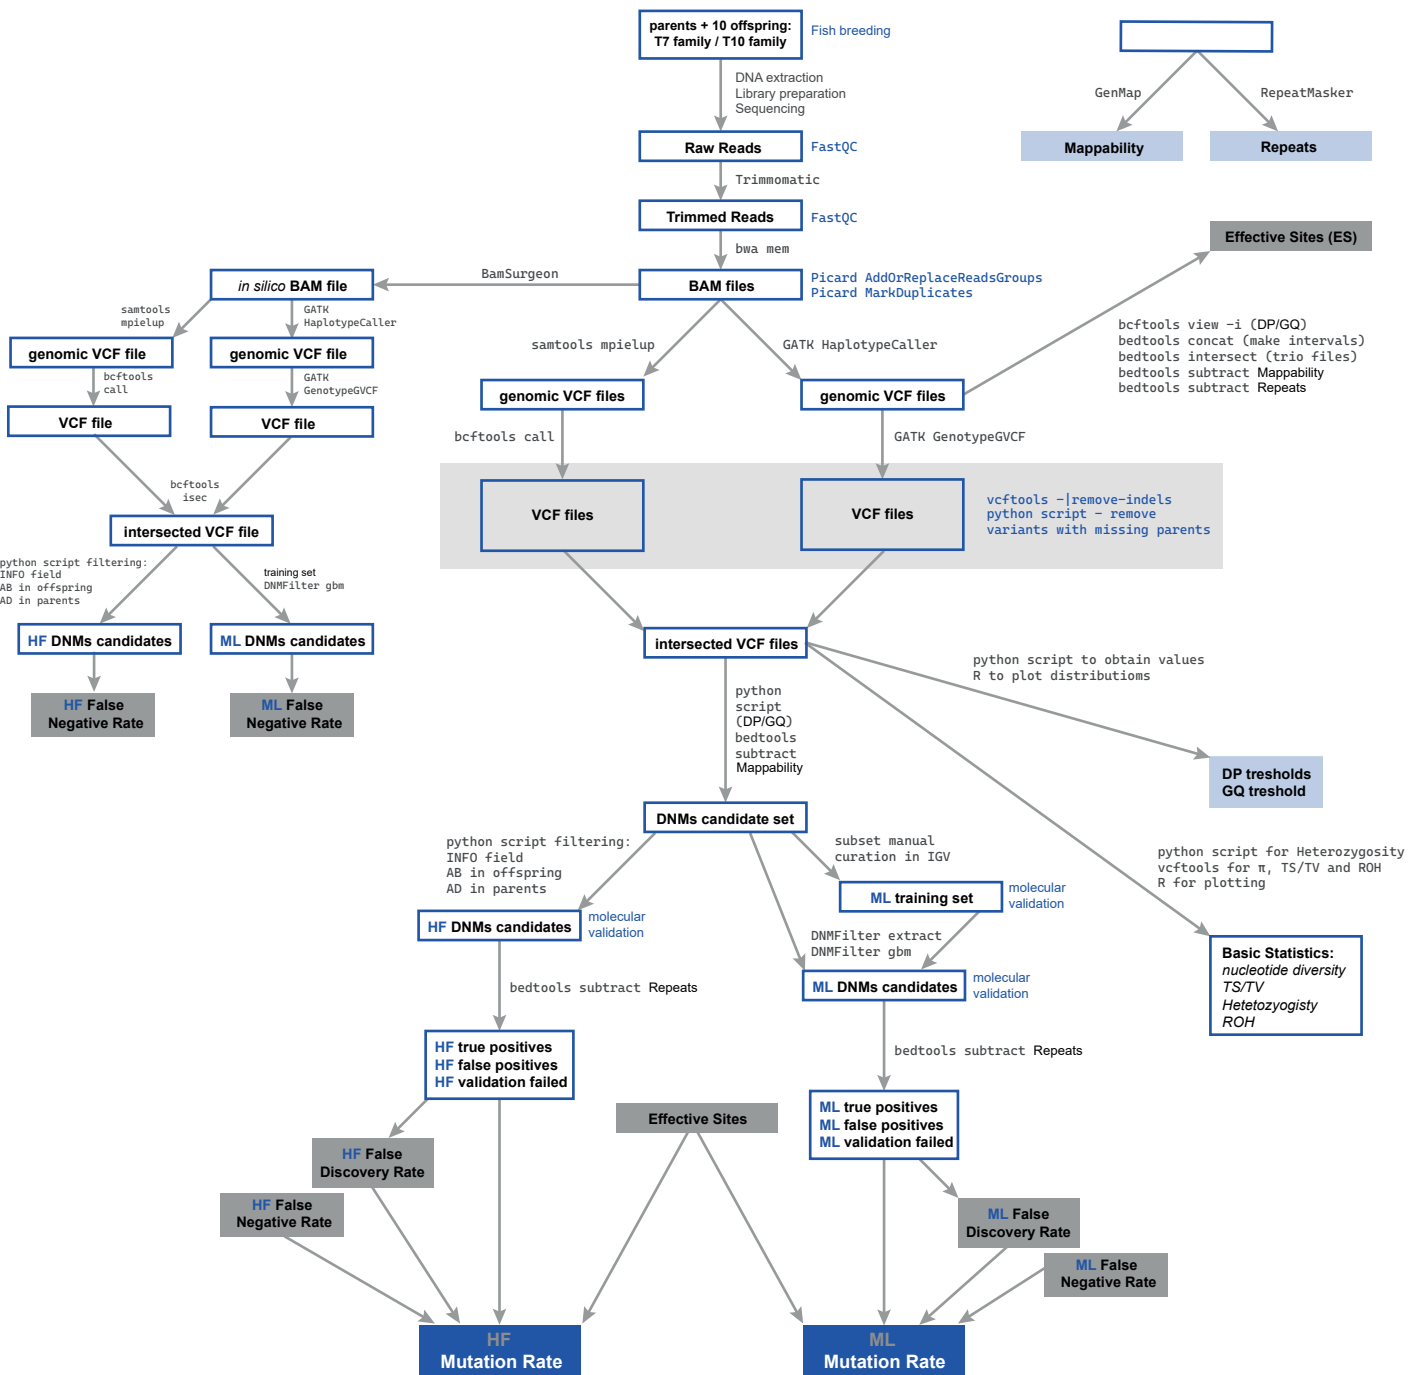 parents + 10 offspring:
T7 family / T10 family
Fish breeding
DNA extraction
Library preparation
Sequencing
GenMap
RepeatMasker
Mappability
Repeats
Raw Reads
FastQC
Trimmomatic
Trimmed Reads
FastQC
bwa mem
Effective Sites (ES)
BamSurgeon
in silico BAM file
BAM files
Picard AddOrReplaceReadsGroups
Picard MarkDuplicates
samtools
mpielup
GATK
HaplotypeCaller
samtools mpielup
GATK HaplotypeCaller
bcftools view -i (DP/GQ)
bedtools concat (make intervals)
bedtools intersect (trio files)
bedtools subtract Mappability
bedtools subtract Repeats
genomic VCF file
genomic VCF file
bcftools
call
GATK
GenotypeGVCF
genomic VCF files
genomic VCF files
VCF file
VCF file
bcftools call
GATK GenotypeGVCF
bcftools
isec
VCF files
VCF files
vcftools -|remove-indels
python script - remove
variants with missing parents
intersected VCF file
python script filtering:
INFO field
AB in offspring
AD in parents
training set
DNMFilter gbm
HF DNMs candidates
ML DNMs candidates
intersected VCF files
python script to obtain values
R to plot distributioms
HF False
Negative Rate
ML False
Negative Rate
python
script
(DP/GQ)
bedtools
subtract
Mappability
DP tresholds
GQ treshold
DNMs candidate set
python script filtering:
INFO field
AB in offspring
AD in parents
subset manual
curation in IGV
python script for Heterozygosity
vcftools for π, TS/TV and ROH
R for plotting
ML training set
molecular
validation
HF DNMs candidates
molecular
validation
DNMFilter extract
DNMFilter gbm
ML DNMs candidates
molecular
validation
Basic Statistics:
nucleotide diversity
TS/TV
Hetetozyogisty
ROH
bedtools subtract Repeats
HF true positives
HF false positives
HF validation failed
bedtools subtract Repeats
ML true positives
ML false positives
ML validation failed
Effective Sites
HF False
Discovery Rate
HF False
Negative Rate
ML False
Discovery Rate
ML False
Negative Rate
HF
Mutation Rate
ML
Mutation Rate